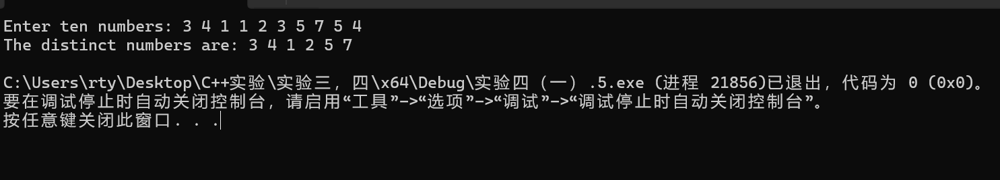 Enter ten numbers: 3 4 1 1 2 3 5 7 5 4
The distinct numbers are: 3 4 1 2 5 7
C:\Users\rty\Desktop\C++实验\实验三，四\x64\Debug\实验四（一）.5.exe (进程 21856)已退出，代码为 0 (0x0)。
要在调试停止时自动关闭控制台，请启用“工具”->“选项”->“调试”->“调试停止时自动关闭控制台”。
按任意键关闭此窗口. . .